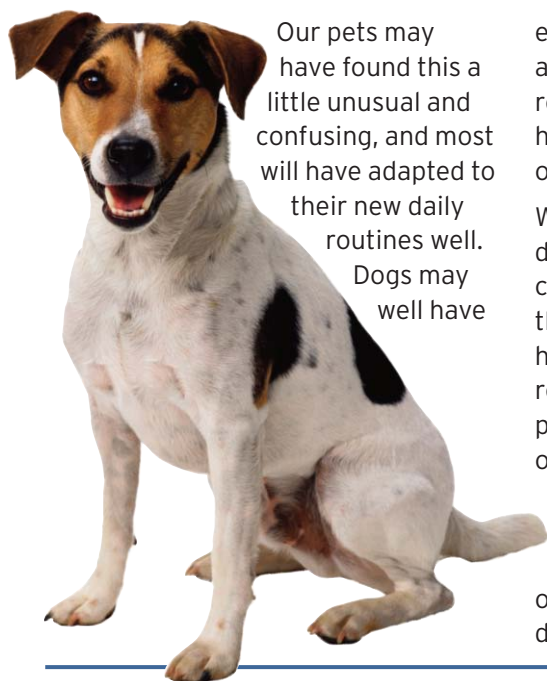 Our pets may
have found this a
little unusual and
confusing, and most
will have adapted to
their new daily
routines well.
Dogs may
well have